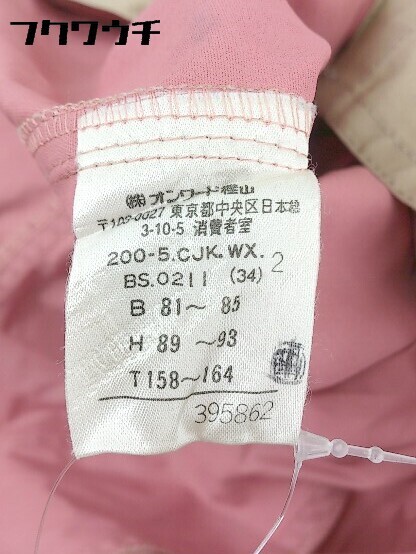 フクワウチ
㈱オンワード樫山
〒103-0027 東京都中央区日本橋
3-10-5 消費者室
200-5.CJK.WX. 2
BS.0211 (34)
B 81~ 85
H 89 ~93
T158~164
395862